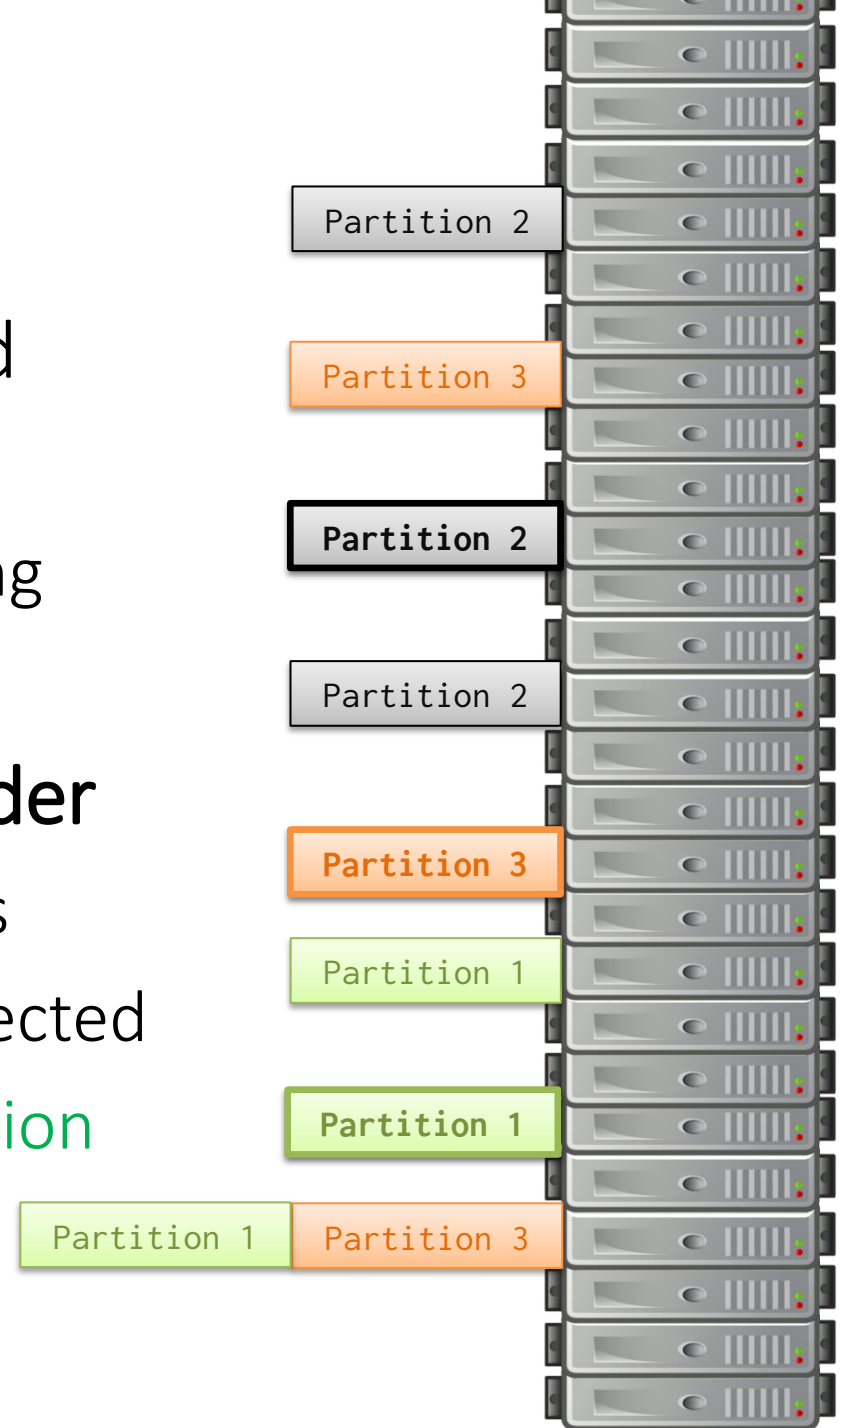 Partition 2
d
Partition 3
Partition 2
ng
Partition 2
der
Partition 3
s
Partition 1
ected
Partition 1
ion
Partition 1 Partition 3